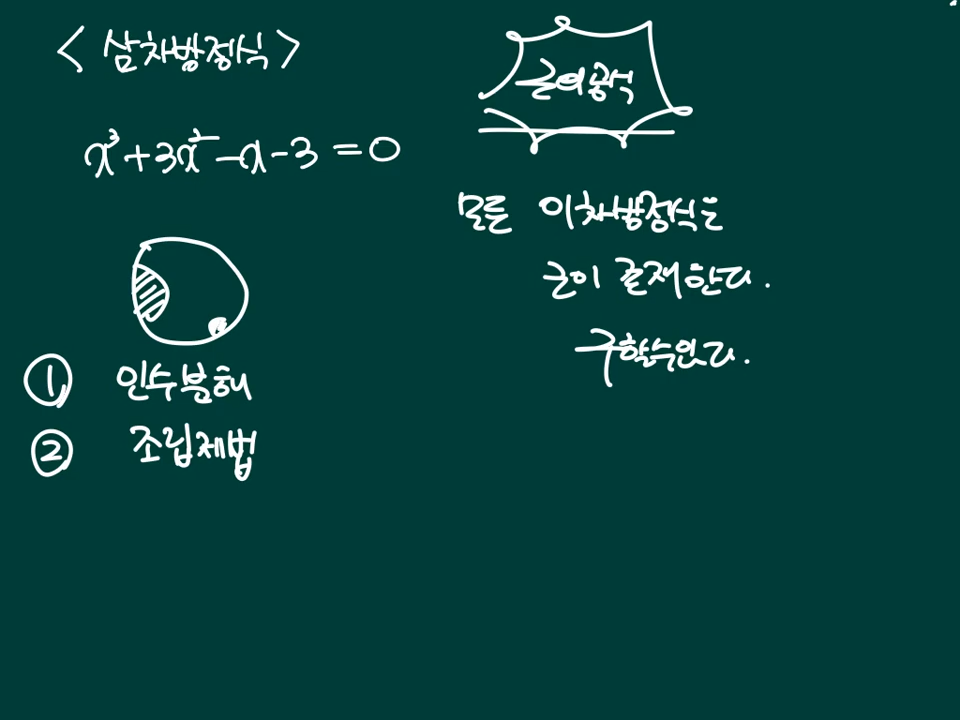 < 삼차방정식 >
x³+3x²-x-3=0
① 인수분해
② 조립제법
근의공식
모든 이차방정식은
근이 존재한다.
구할수있다.